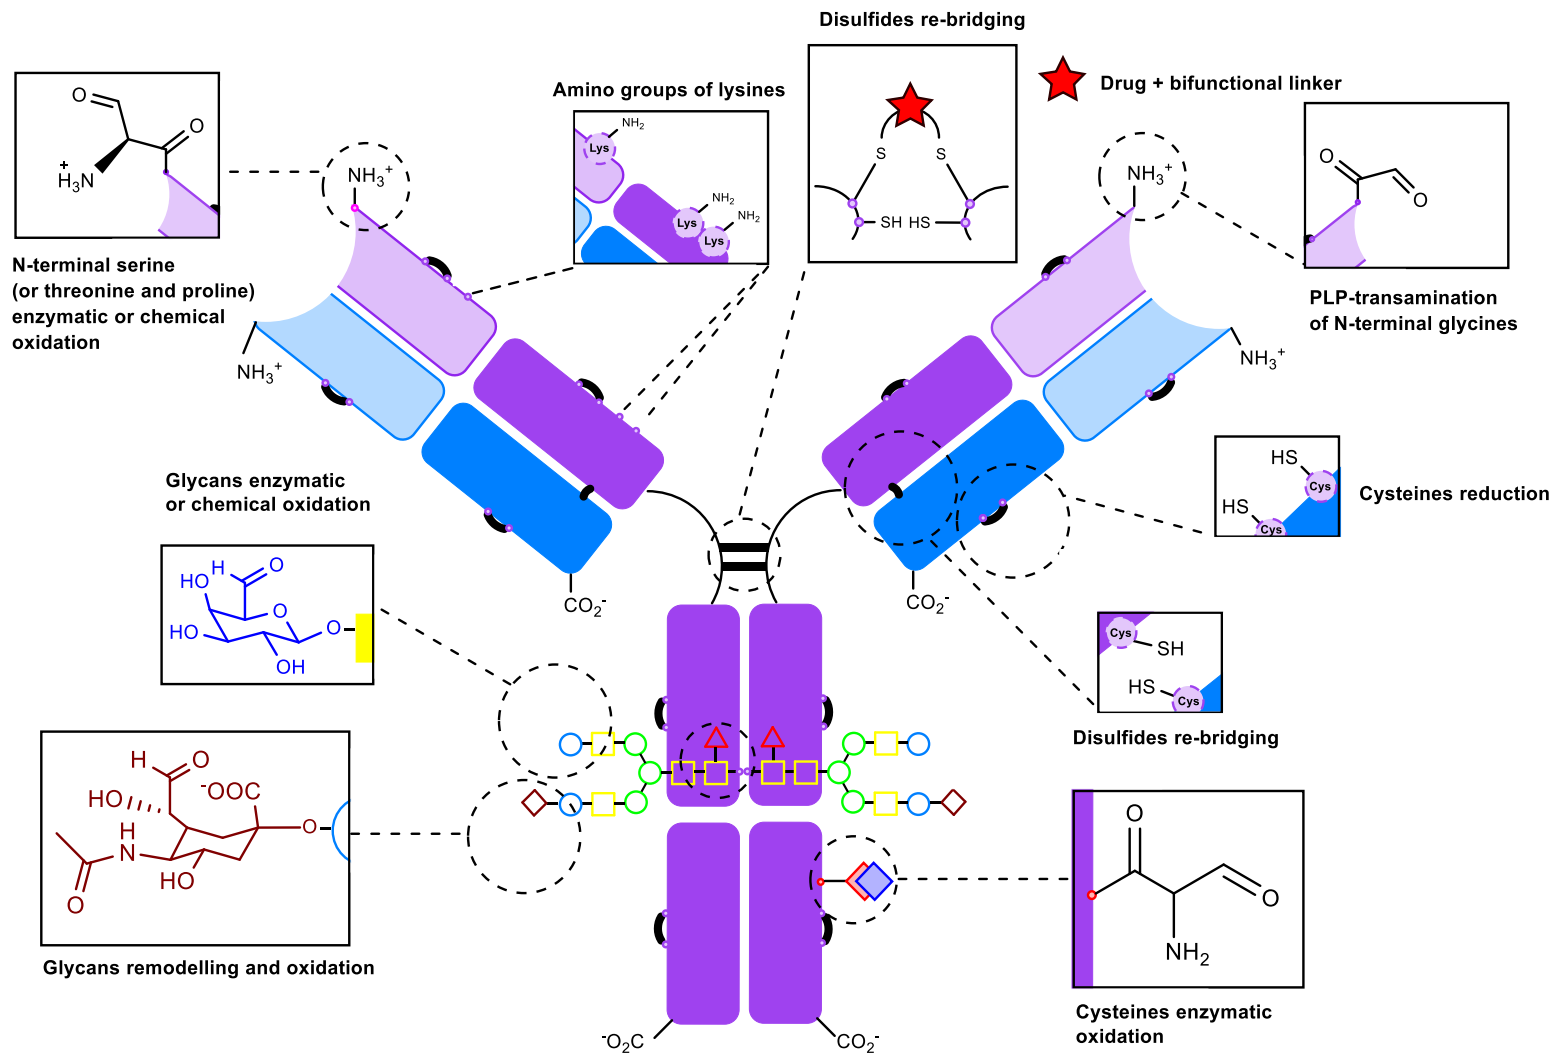 Disulfides re-bridging
Drug + bifunctional linker
Amino groups of lysines
O
O
+
H₃N
NH₃⁺
N-terminal serine
(or threonine and proline)
enzymatic or chemical
oxidation
NH₂
Lys
NH₂
NH₂
Lys
Lys
S
S
SH HS
NH₃⁺
O
O
PLP-transamination
of N-terminal glycines
NH₃⁺
NH₃⁺
Glycans enzymatic
or chemical oxidation
HS
Cys
HS
Cys
Cysteines reduction
H
O
HO
O
HO
O
OH
CO₂⁻
CO₂⁻
Cys
SH
HS
Cys
Disulfides re-bridging
H
O
HO
⁻OOC
H
N
O
HO
O
Glycans remodelling and oxidation
O
O
NH₂
Cysteines enzymatic
oxidation
⁻O₂C
CO₂⁻